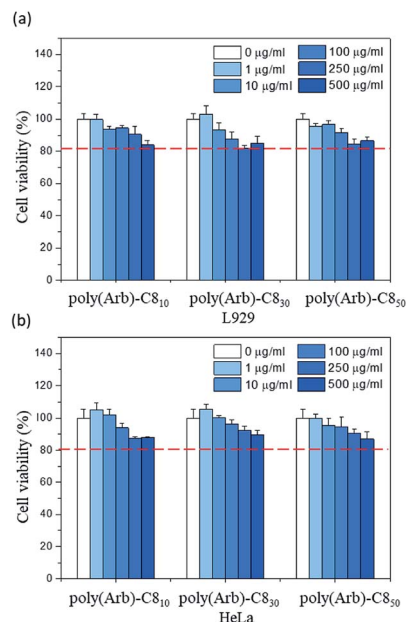 (a)
140
120
100
80
60
40
20
0
Cell viability (%)
0 μg/ml
1 μg/ml
10 μg/ml
100 μg/ml
250 μg/ml
500 μg/ml
poly(Arb)-C8₁₀ poly(Arb)-C8₃₀ poly(Arb)-C8₅₀
L929
(b)
140
120
100
80
60
40
20
0
Cell viability (%)
0 μg/ml
1 μg/ml
10 μg/ml
100 μg/ml
250 μg/ml
500 μg/ml
poly(Arb)-C8₁₀ poly(Arb)-C8₃₀ poly(Arb)-C8₅₀
HeLa